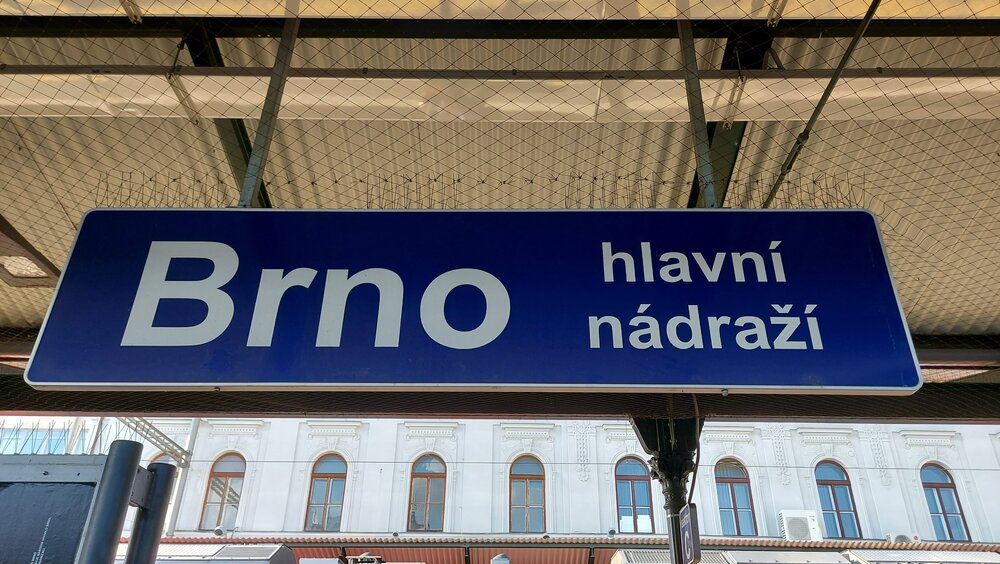 Brno
hlavní
nádraží